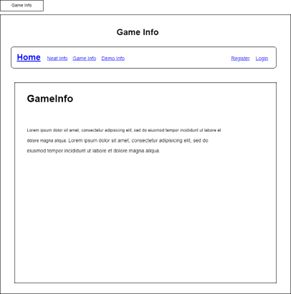 Game Info
Game Info
Home Neat Info Game Info Demo Info Register Login
GameInfo
Lorem ipsum dolor sit amet, consectetur adipisicing elit, sed do eiusmod tempor incididunt ut labore et
dolore magna aliqua. Lorem ipsum dolor sit amet, consectetur adipisicing elit, sed do
eiusmod tempor incididunt ut labore et dolore magna aliqua.